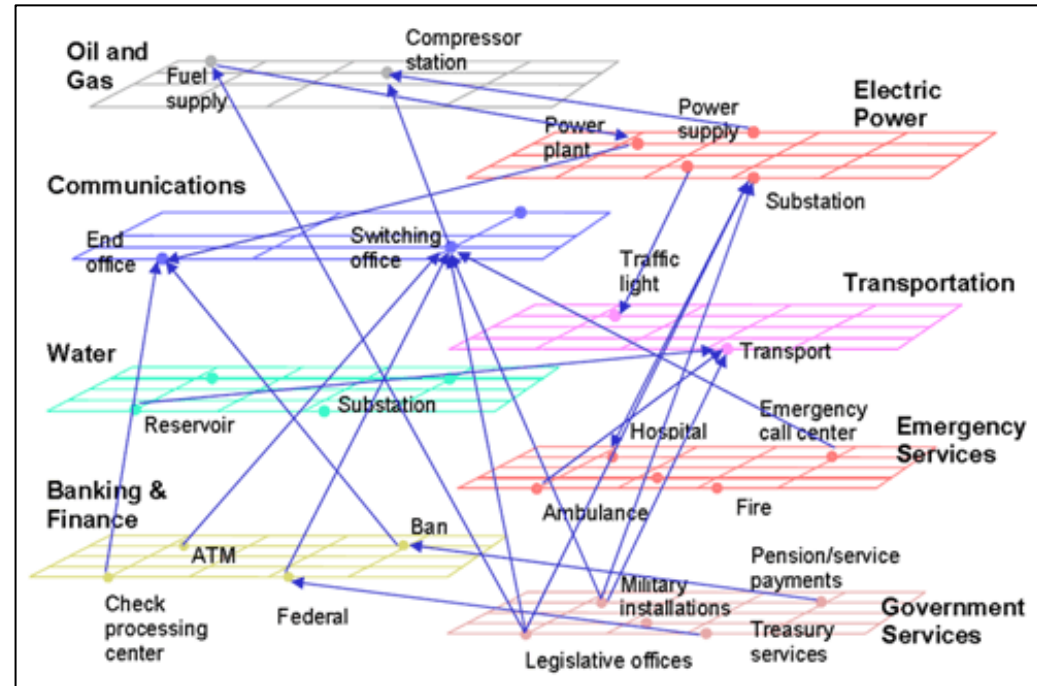 Oil and
Gas
Fuel
supply
Compressor
station
Electric
Power
Power
supply
Power
plant
Substation
Communications
End
office
Switching
office
Traffic
light
Transportation
Transport
Water
Reservoir
Substation
Emergency
call center
Emergency
Services
Hospital
Ambulance
Fire
Banking &
Finance
ATM
Ban
Check
processing
center
Federal
Pension/service
payments
Military
installations
Government
Services
Legislative offices
Treasury
services